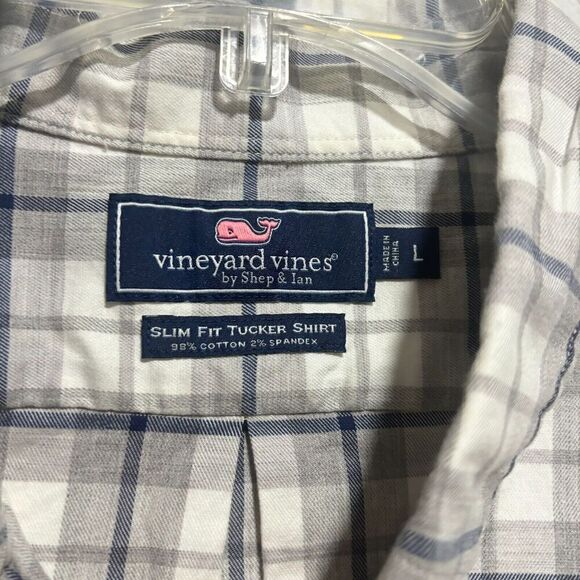 vineyard vines®
by Shep & Ian
MADE IN
CHINA
L
SLIM FIT TUCKER SHIRT
98% COTTON 2% SPANDEX